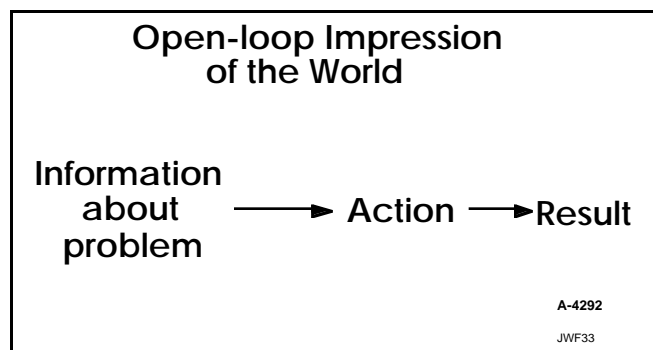 Open-loop Impression
of the World
Information
about
problem
Action
Result
A-4292
JWF33